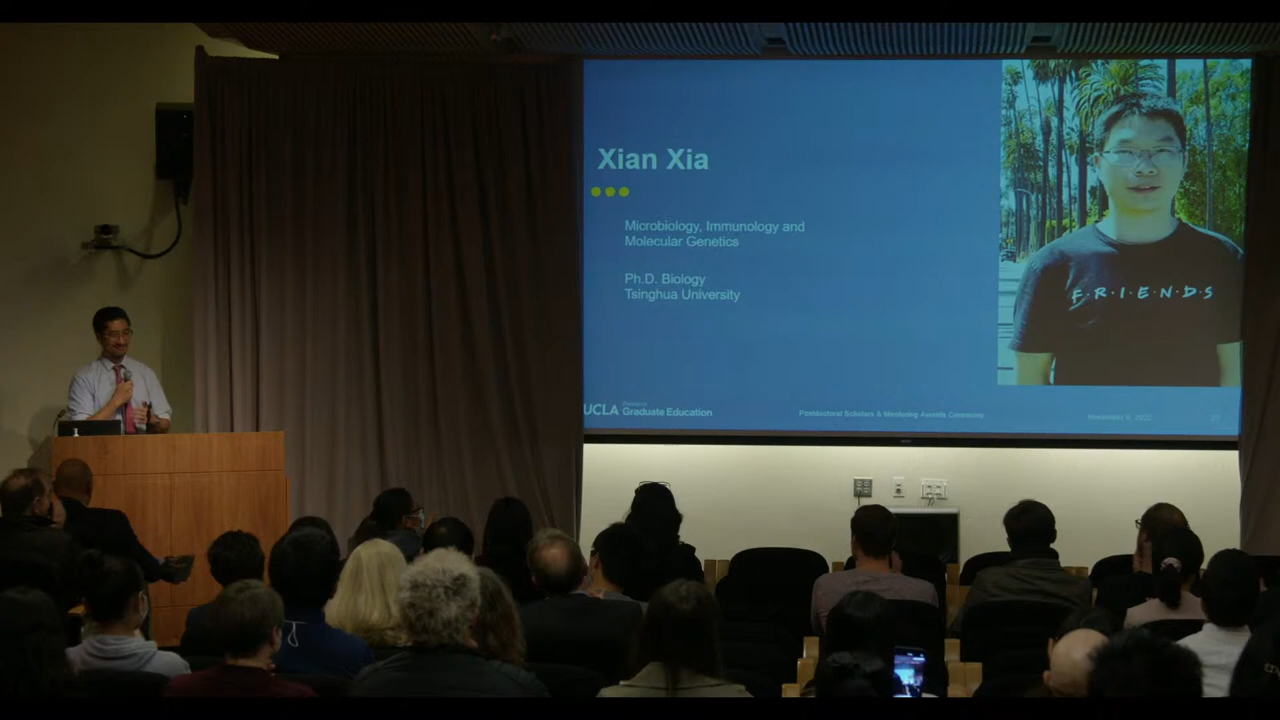 Xian Xia
Microbiology, Immunology and
Molecular Genetics
Ph.D. Biology
Tsinghua University
F·R·I·E·N·D·S
UCLA Graduate Education
Postdoctoral Scholars & Mentoring Awards Ceremony